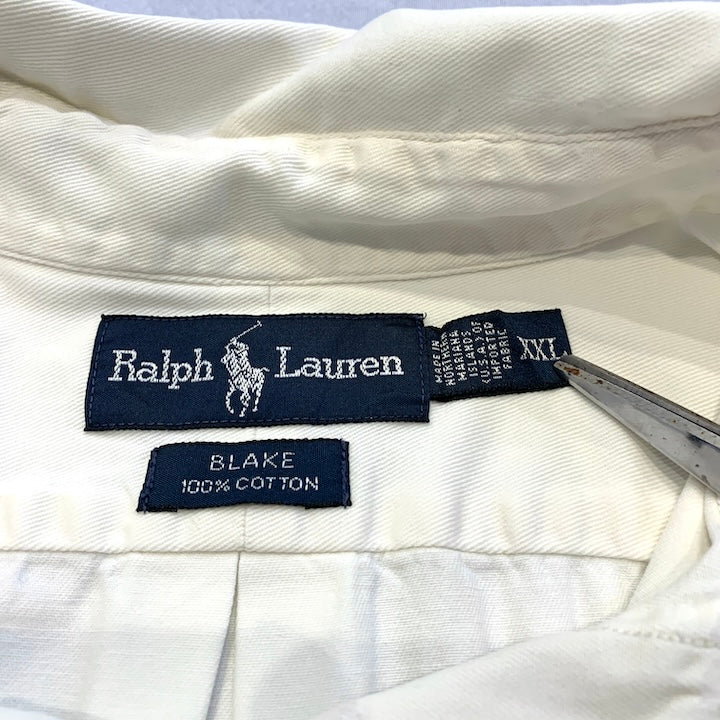 Ralph Lauren
MADE IN
NORTHERN
MARIANA
ISLANDS
(U.S.A.) OF
IMPORTED
FABRIC
XXL
BLAKE
100% COTTON